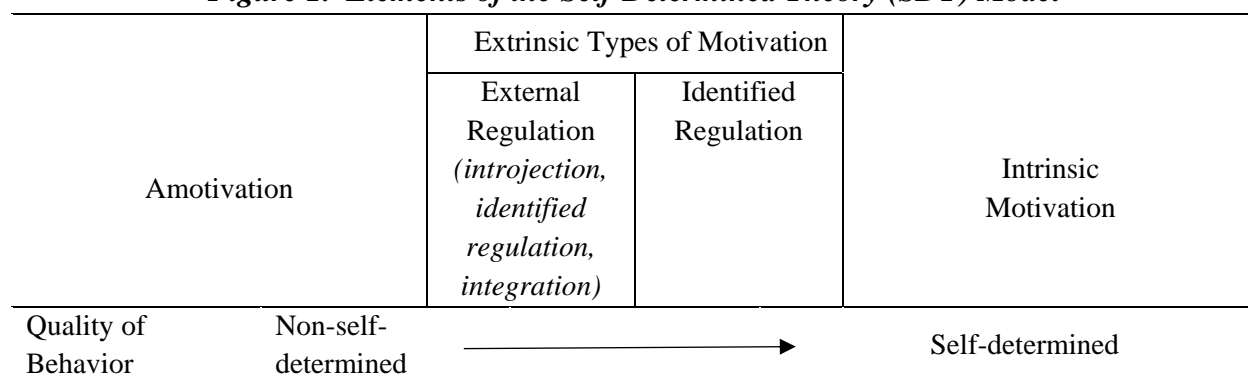 Figure 1. Elements of the Self-Determined Theory (SDT) Model
Extrinsic Types of Motivation
Amotivation
External
Regulation
(introjection,
identified
regulation,
integration)
Identified
Regulation
Intrinsic
Motivation
Quality of
Behavior
Non-self-
determined
Self-determined